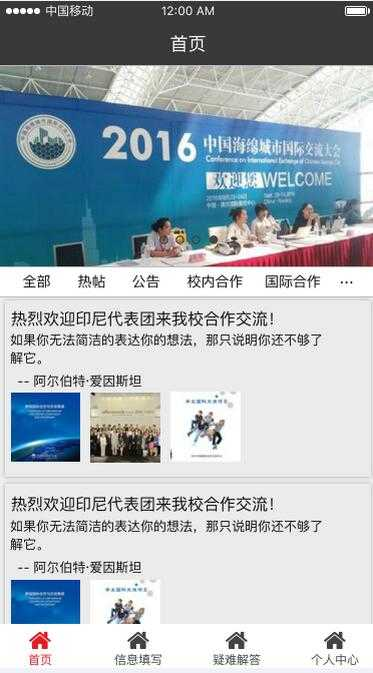 中国移动
12:00 AM
首页
2016 中国海绵城市国际交流大会
欢迎您 WELCOME
全部
热帖
公告
校内合作
国际合作
...
热烈欢迎印尼代表团来我校合作交流！
如果你无法简洁的表达你的想法，那只说明你还不够了
解它。
-- 阿尔伯特·爱因斯坦
热烈欢迎印尼代表团来我校合作交流！
如果你无法简洁的表达你的想法，那只说明你还不够了
解它。
-- 阿尔伯特·爱因斯坦
首页
信息填写
疑难解答
个人中心